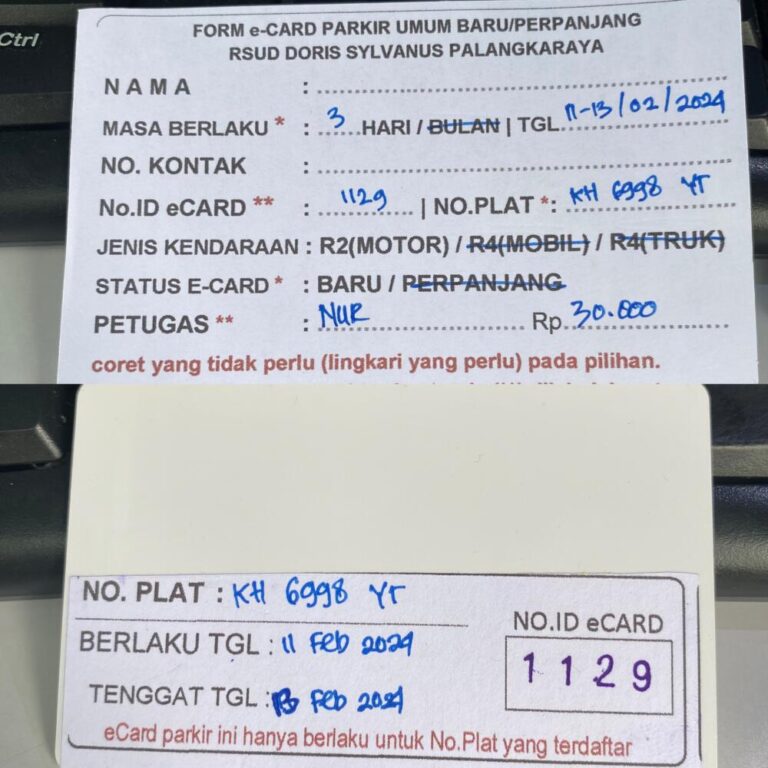 Ctrl
FORM e-CARD PARKIR UMUM BARU/PERPANJANG
RSUD DORIS SYLVANUS PALANGKARAYA
NAMA :
MASA BERLAKU * : 3 HARI / BULAN | TGL 11-13/02/2024
NO. KONTAK :
No.ID eCARD ** : 1129 | NO.PLAT *: KH 6998 YT
JENIS KENDARAAN : R2(MOTOR) / R4(MOBIL) / R4(TRUK)
STATUS E-CARD * : BARU / PERPANJANG
PETUGAS ** : NUR Rp. 30.000
coret yang tidak perlu (lingkari yang perlu) pada pilihan.
NO. PLAT : KH 6998 YT
BERLAKU TGL : 11 Feb 2024
TENGGAT TGL : 13 Feb 2024
NO.ID eCARD
1129
eCard parkir ini hanya berlaku untuk No.Plat yang terdaftar